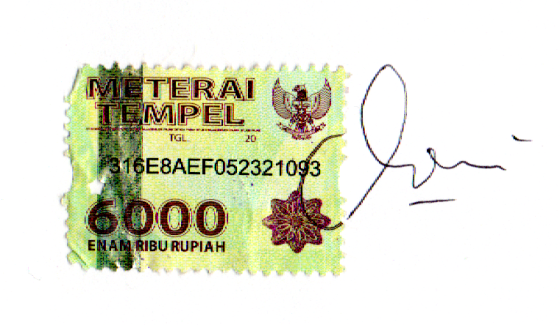 METERAI
TEMPEL
TGL. 20
316E8AEF052321093
6000
ENAM RIBU RUPIAH